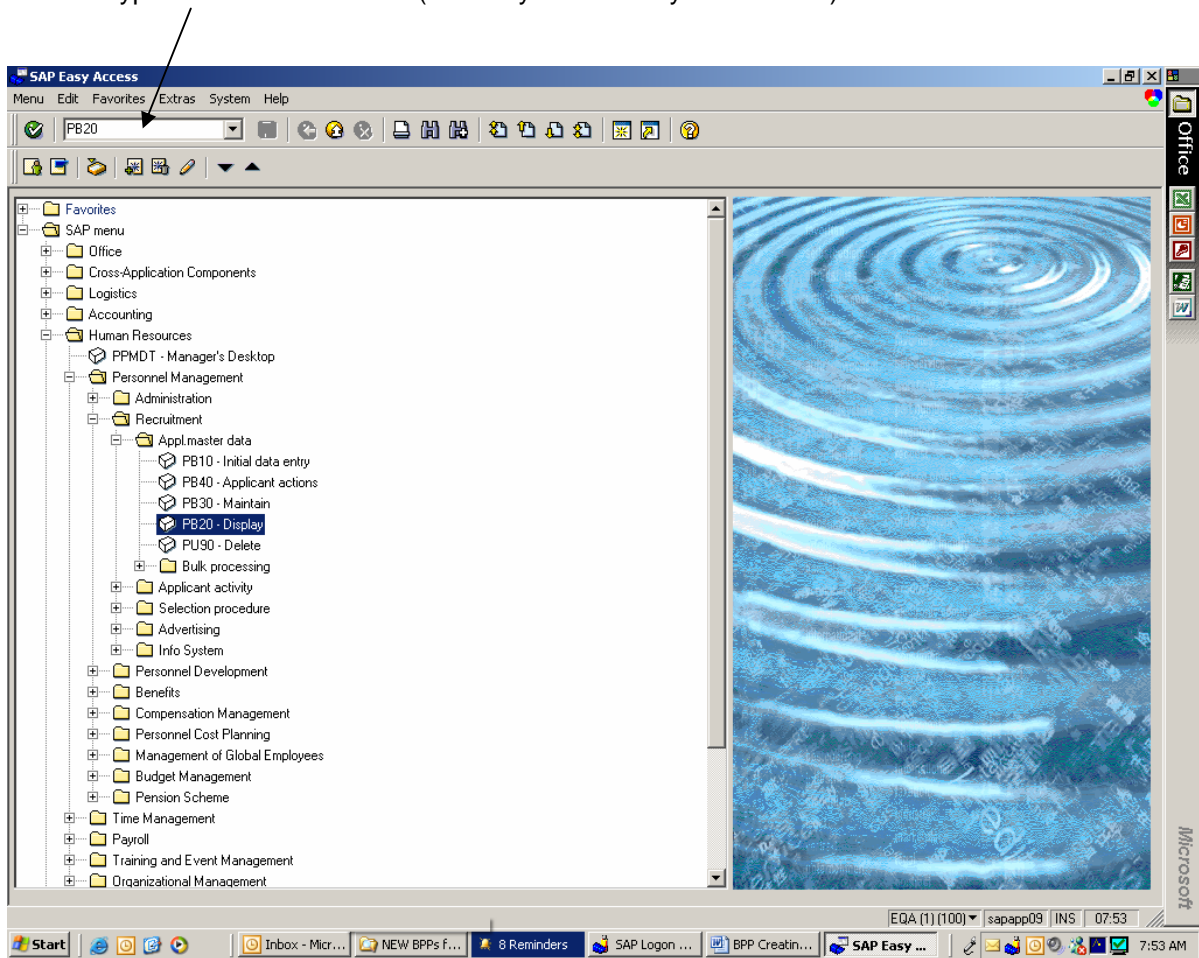 SAP Easy Access
Menu Edit Favorites Extras System Help
PB20
Favorites
SAP menu
Office
Cross-Application Components
Logistics
Accounting
Human Resources
PPMDT - Manager's Desktop
Personnel Management
Administration
Recruitment
Appl.master data
PB10 - Initial data entry
PB40 - Applicant actions
PB30 - Maintain
PB20 - Display
PU90 - Delete
Bulk processing
Applicant activity
Selection procedure
Advertising
Info System
Personnel Development
Benefits
Compensation Management
Personnel Cost Planning
Management of Global Employees
Budget Management
Pension Scheme
Time Management
Payroll
Training and Event Management
Organizational Management
Office
Microsoft
EQA (1) (100) sapapp09 INS 07:53
Start Inbox - Micr... NEW BPPs f... 8 Reminders SAP Logon ... BPP Creatin... SAP Easy ... 7:53 AM